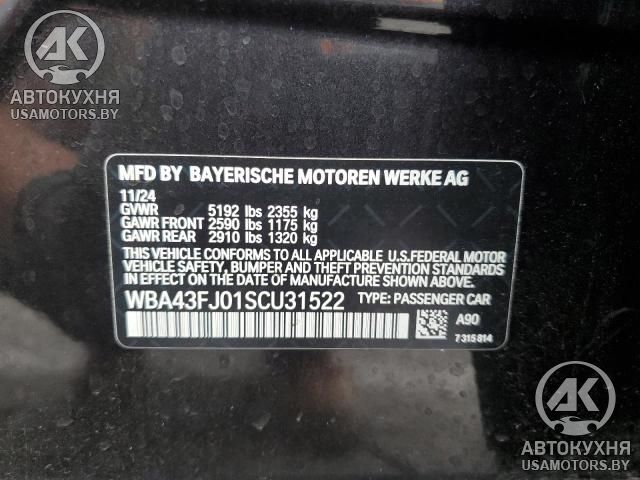 AK
АВТОКУХНЯ
USAMOTORS.BY
MFD BY BAYERISCHE MOTOREN WERKE AG
11/24
GVWR 5192 lbs 2355 kg
GAWR FRONT 2590 lbs 1175 kg
GAWR REAR 2910 lbs 1320 kg
THIS VEHICLE CONFORMS TO ALL APPLICABLE U.S.FEDERAL MOTOR
VEHICLE SAFETY, BUMPER AND THEFT PREVENTION STANDARDS
IN EFFECT ON THE DATE OF MANUFACTURE SHOWN ABOVE.
WBA43FJ01SCU31522 TYPE: PASSENGER CAR
A90
7 315 814
AK
АВТОКУХНЯ
USAMOTORS.BY